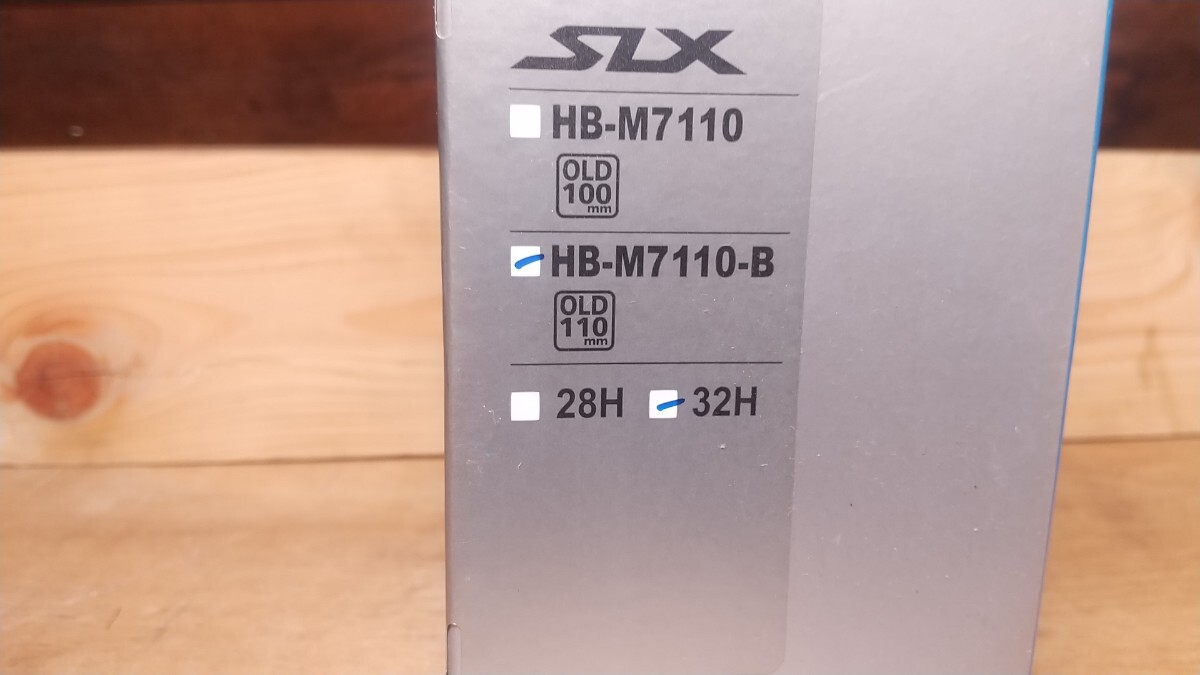 SLX
HB-M7110
OLD
100
mm
HB-M7110-B
OLD
110
mm
28H 32H